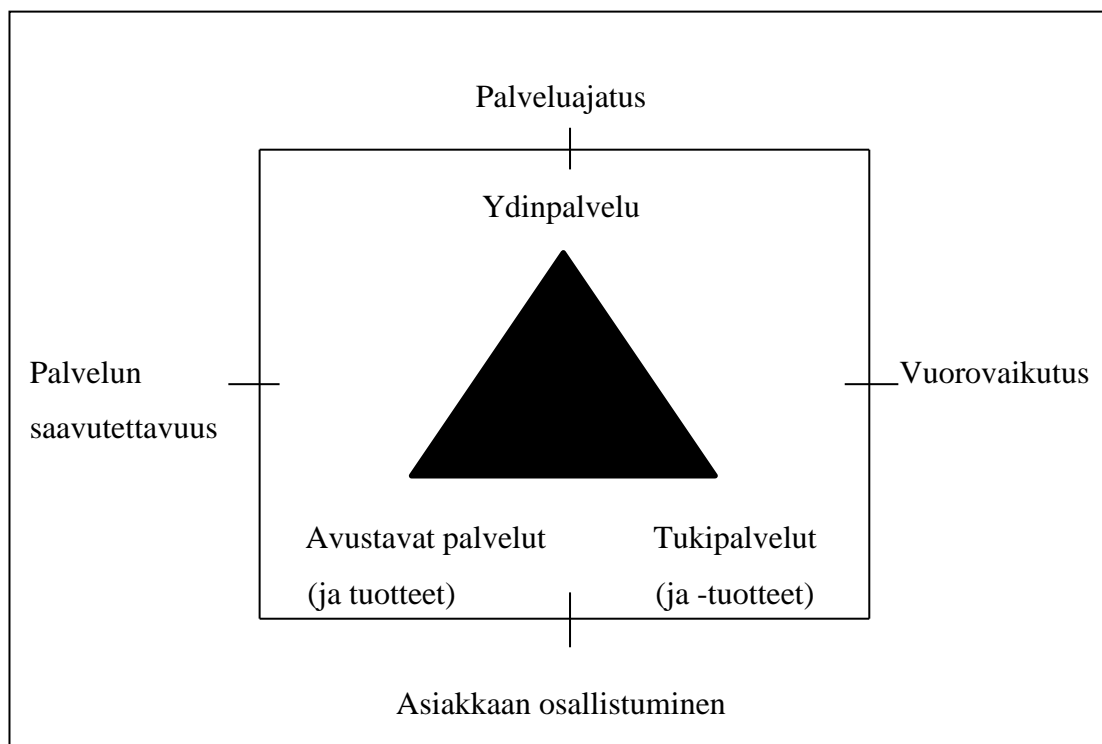 Palveluajatus
Ydinpalvelu
Palvelun
saavutettavuus
Vuorovaikutus
Avustavat palvelut
(ja tuotteet)
Tukipalvelut
(ja -tuotteet)
Asiakkaan osallistuminen